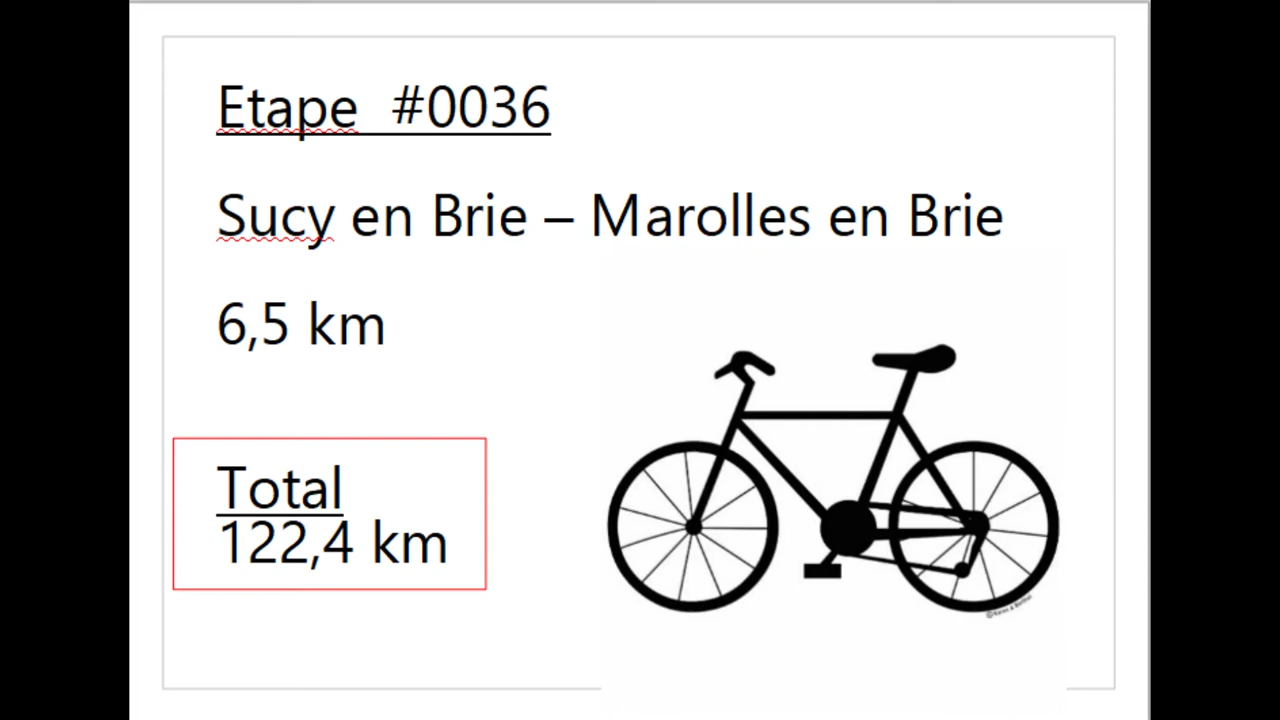 Etape #0036
Sucy en Brie – Marolles en Brie
6,5 km
Total
122,4 km